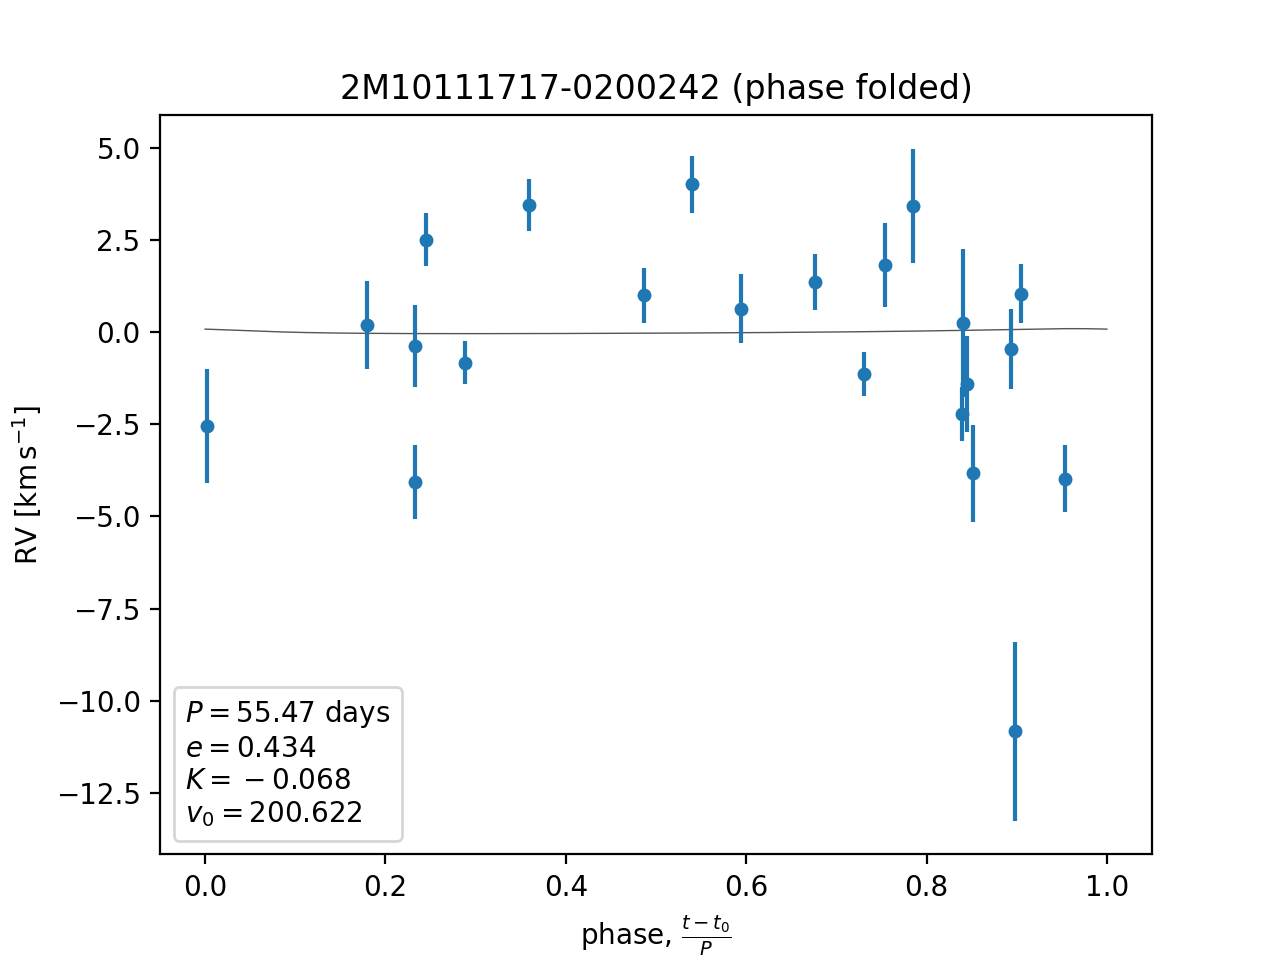 2M10111717-0200242 (phase folded)
5.0
2.5
0.0
−2.5
−5.0
−7.5
−10.0
−12.5
RV [km s⁻¹]
P = 55.47 days
e = 0.434
K = −0.068
v₀ = 200.622
0.0 0.2 0.4 0.6 0.8 1.0
phase, (t − t₀)/P